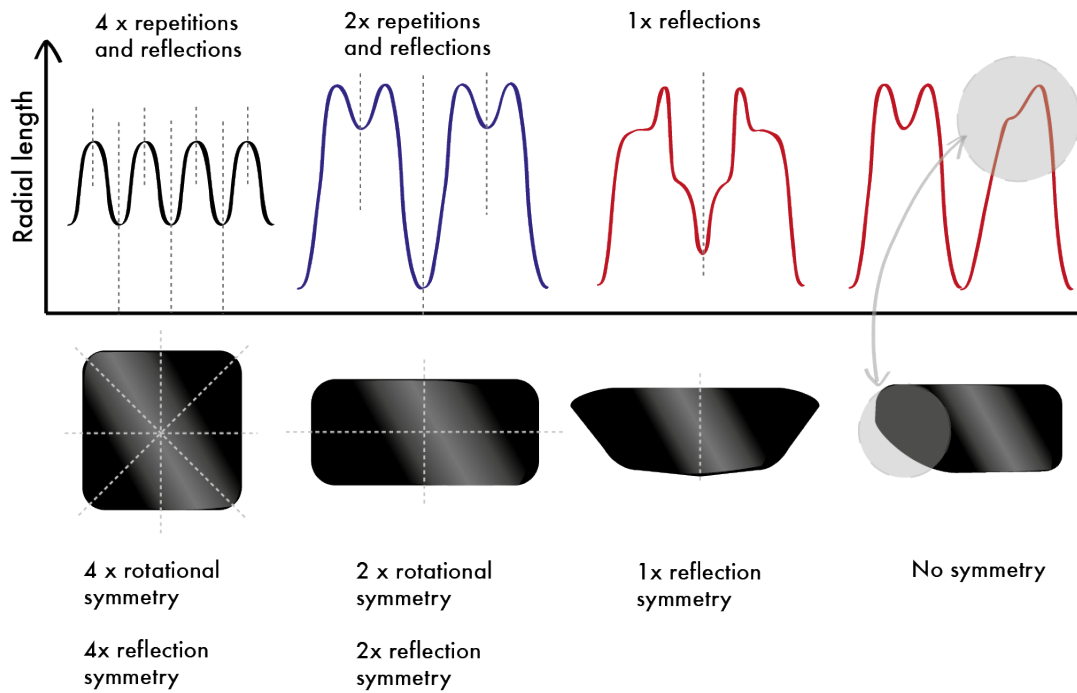 4 x repetitions
and reflections
2x repetitions
and reflections
1x reflections
Radial length
4 x rotational
symmetry
4x reflection
symmetry
2 x rotational
symmetry
2x reflection
symmetry
1x reflection
symmetry
No symmetry